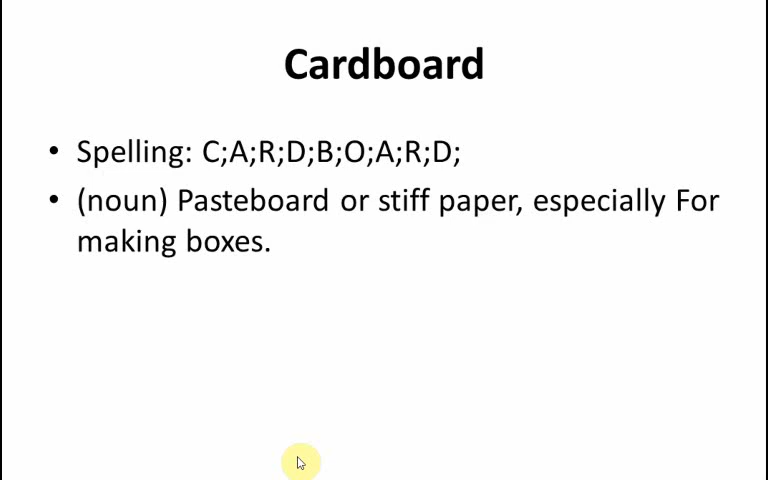 Cardboard
• Spelling: C;A;R;D;B;O;A;R;D;
• (noun) Pasteboard or stiff paper, especially For
making boxes.